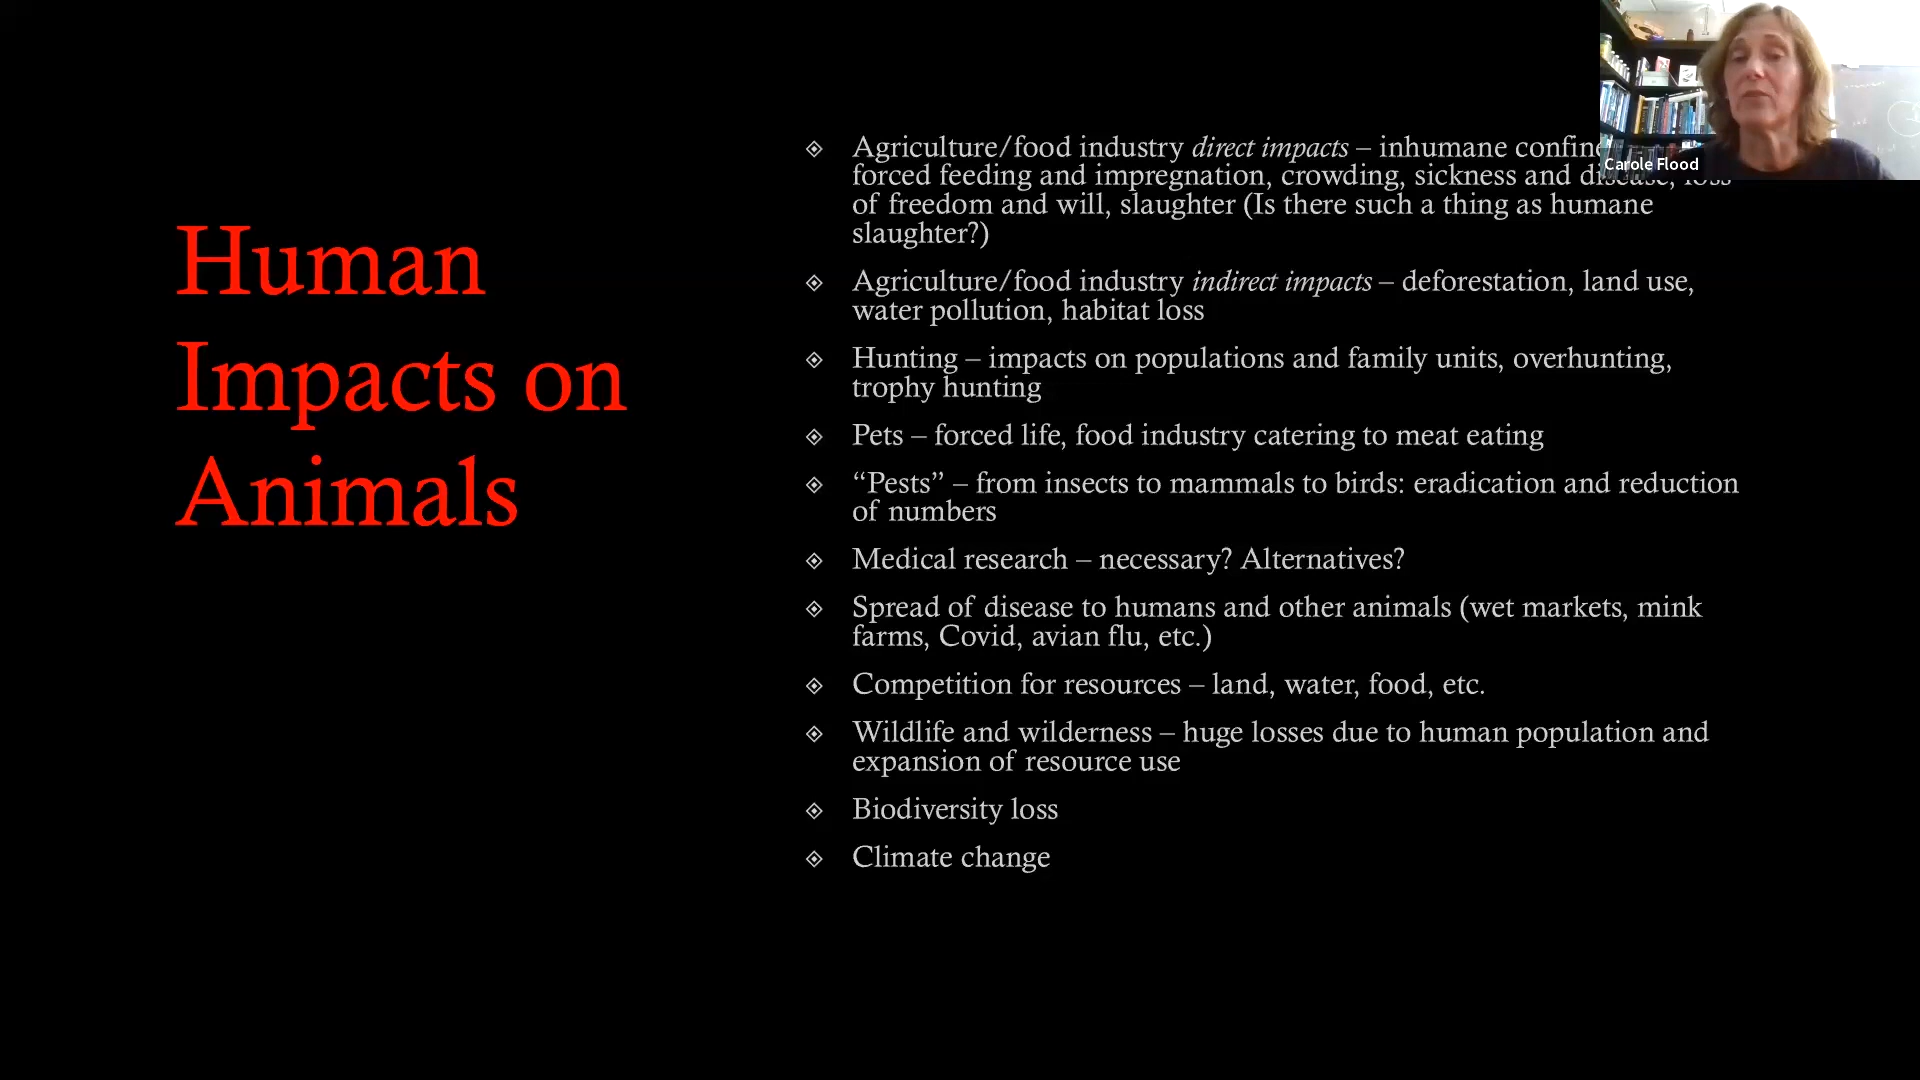 Human
Impacts on
Animals
Agriculture/food industry direct impacts – inhumane
forced feeding and impregnation, crowding, sickness and disease, loss
of freedom and will, slaughter (Is there such a thing as humane
slaughter?)
Agriculture/food industry indirect impacts – deforestation, land use,
water pollution, habitat loss
Hunting – impacts on populations and family units, overhunting,
trophy hunting
Pets – forced life, food industry catering to meat eating
“Pests” – from insects to mammals to birds: eradication and reduction
of numbers
Medical research – necessary? Alternatives?
Spread of disease to humans and other animals (wet markets, mink
farms, Covid, avian flu, etc.)
Competition for resources – land, water, food, etc.
Wildlife and wilderness – huge losses due to human population and
expansion of resource use
Biodiversity loss
Climate change
Carole Flood